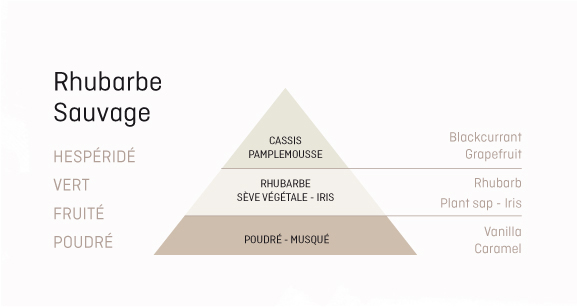 Rhubarbe
Sauvage
HESPÉRIDÉ
VERT
FRUITÉ
POUDRÉ
CASSIS
PAMPLEMOUSSE
RHUBARBE
SÈVE VÉGÉTALE - IRIS
POUDRÉ - MUSQUÉ
Blackcurrant
Grapefruit
Rhubarb
Plant sap - Iris
Vanilla
Caramel